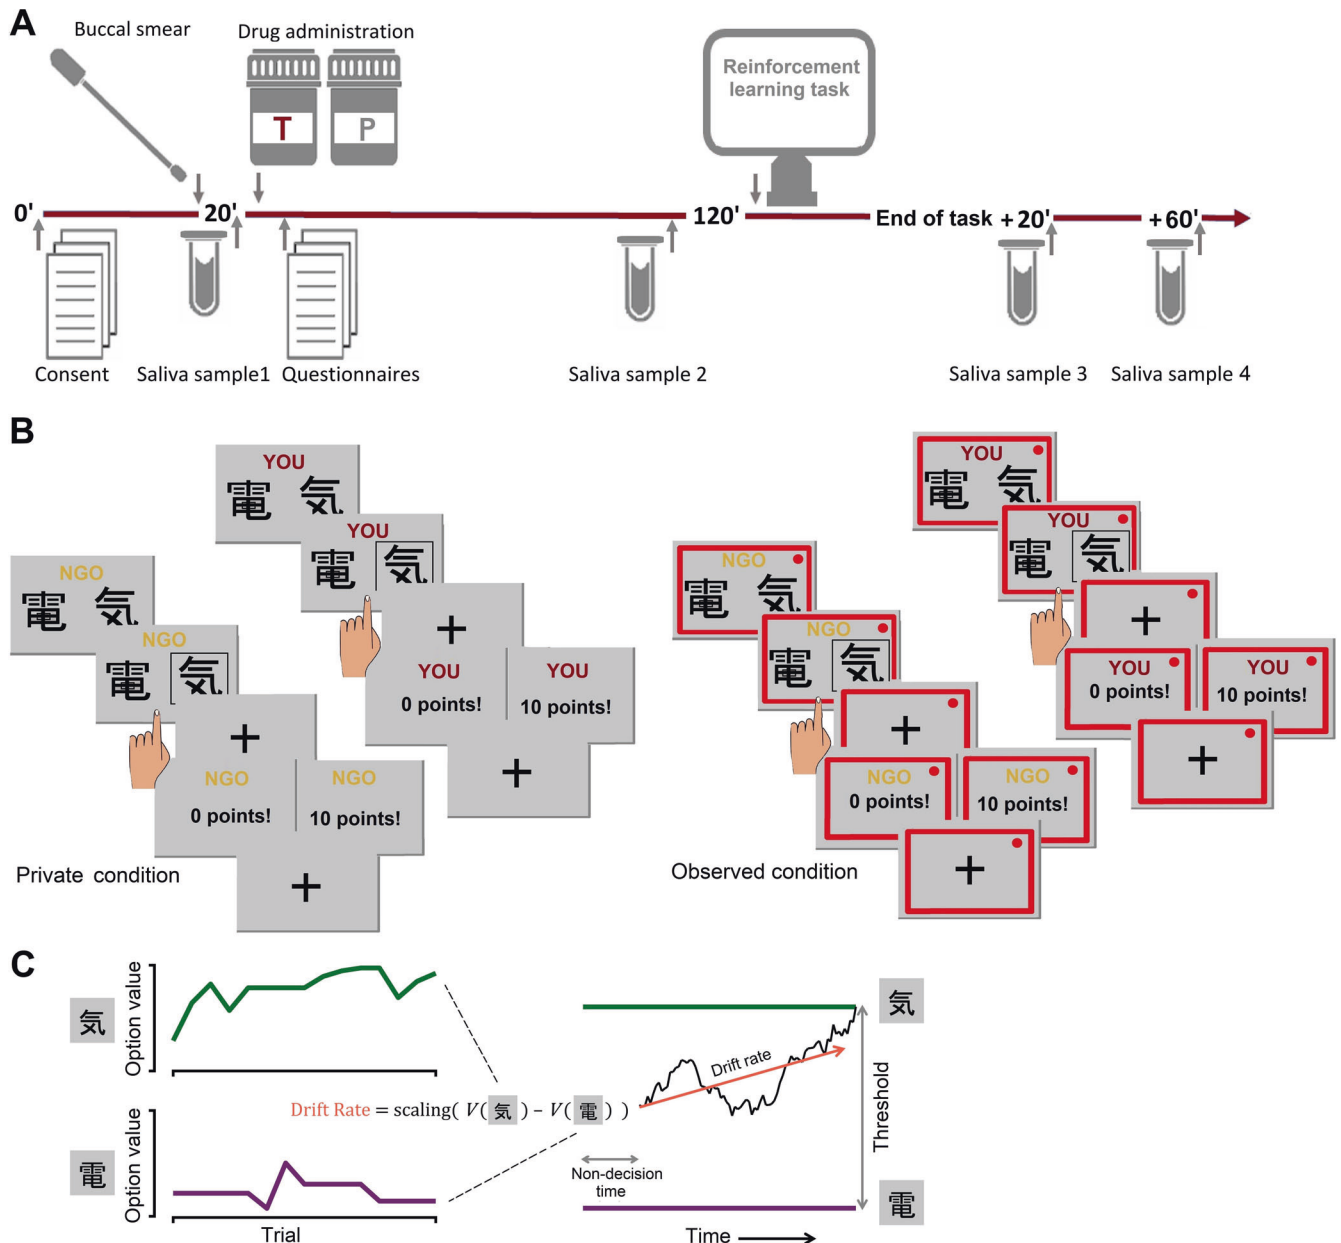 A
Buccal smear
Drug administration
T
P
Reinforcement
learning task
0'
20'
120'
End of task
+20'
+60'
Consent
Saliva sample1
Questionnaires
Saliva sample 2
Saliva sample 3
Saliva sample 4
B
YOU
電 気
YOU
電 気
NGO
電 気
NGO
電 気
+
YOU
0 points!
YOU
10 points!
+
+
NGO
0 points!
NGO
10 points!
+
Private condition
YOU
電 気
YOU
電 気
NGO
電 気
NGO
電 気
+
YOU
0 points!
YOU
10 points!
+
+
NGO
0 points!
NGO
10 points!
+
Observed condition
C
気
Option value
電
Option value
Trial
Drift Rate = scaling( V(気) – V(電) )
Drift rate
Non-decision
time
Time
Threshold
気
電